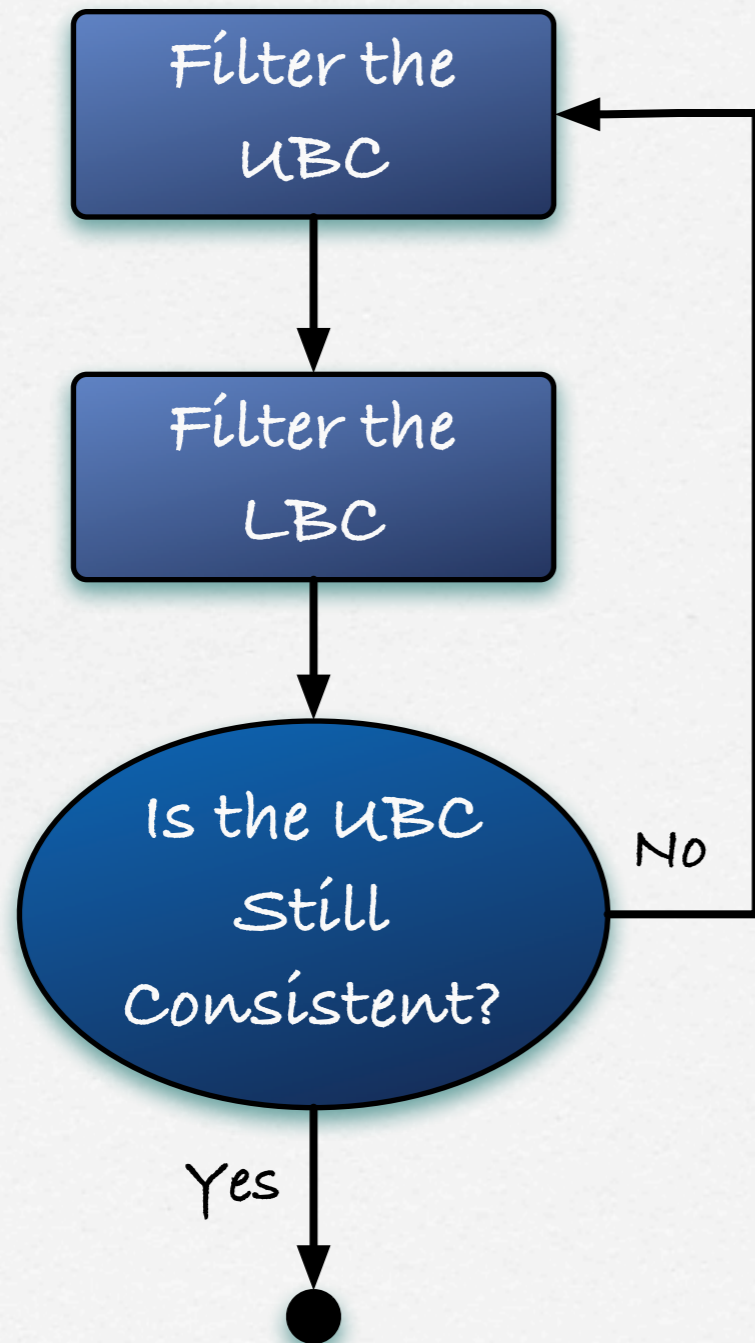 Filter the
UBC
Filter the
LBC
Is the UBC
Still
Consistent?
No
Yes